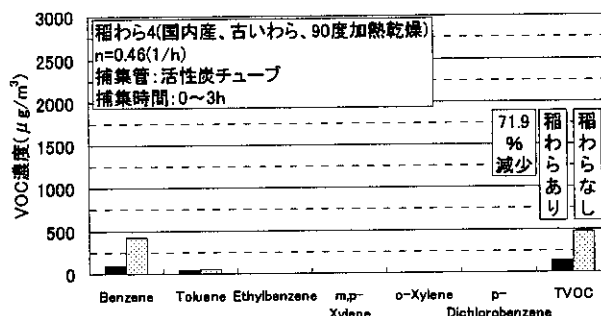 稲わら4(国内産、古いわら、90度加熱乾燥)
n=0.46(1/h)
捕集管:活性炭チューブ
捕集時間:0〜3h
VOC濃度(μg/m³)
3000
2500
2000
1500
1000
500
0
71.9
%
減少
稲わらあり
稲わらなし
Benzene
Toluene
Ethylbenzene
m,p-
Xylene
o-Xylene
p-
Dichlorobenzene
TVOC